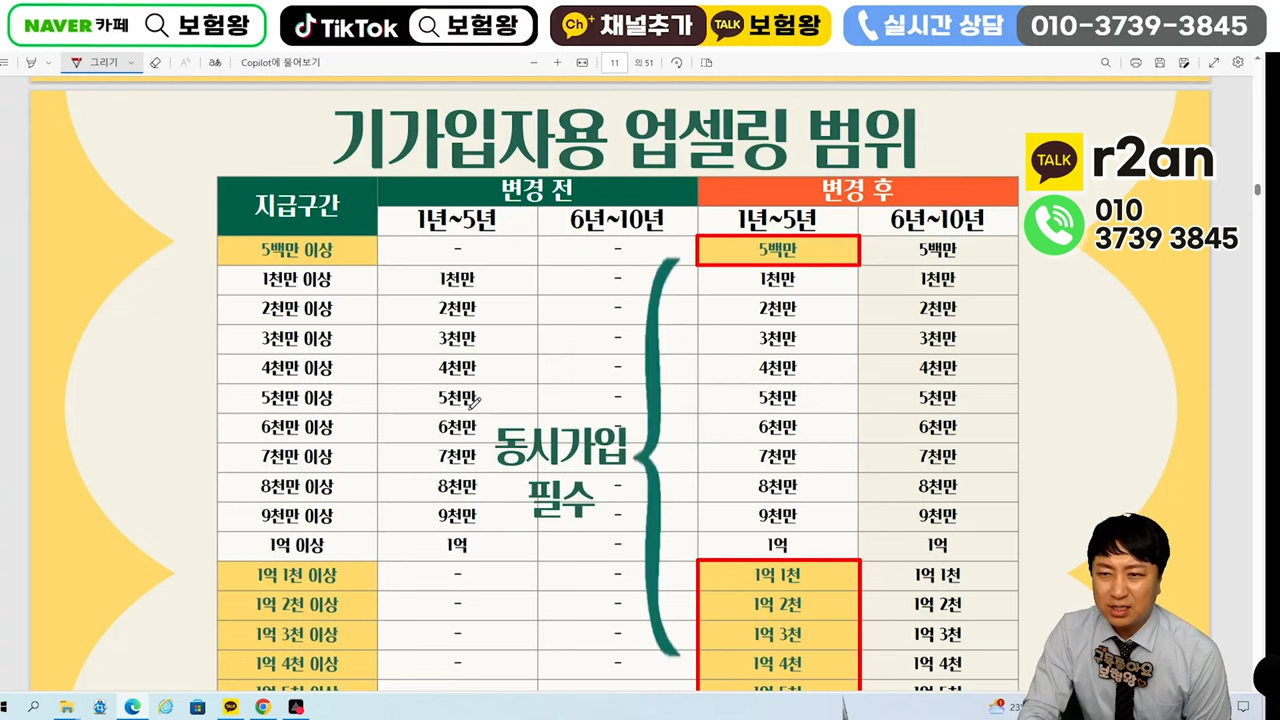 NAVER 카페 보험왕 TikTok 보험왕 Ch+ 채널추가 TALK 보험왕 실시간 상담 010-3739-3845
그리기 Copilot에 물어보기 11 의 51
기가입자용 업셀링 범위
TALK r2an
010
3739 3845
지급구간 변경 전 변경 후
1년~5년 6년~10년 1년~5년 6년~10년
5백만 이상 - - 5백만 5백만
1천만 이상 1천만 - 1천만 1천만
2천만 이상 2천만 - 2천만 2천만
3천만 이상 3천만 - 3천만 3천만
4천만 이상 4천만 - 4천만 4천만
5천만 이상 5천만 - 5천만 5천만
6천만 이상 6천만 - 6천만 6천만
7천만 이상 7천만 7천만 7천만
8천만 이상 8천만 - 8천만 8천만
9천만 이상 9천만 - 9천만 9천만
동시가입
필수
1억 이상 1억 - 1억 1억
1억 1천 이상 - - 1억 1천 1억 1천
1억 2천 이상 - - 1억 2천 1억 2천
1억 3천 이상 - - 1억 3천 1억 3천
1억 4천 이상 - - 1억 4천 1억 4천
보험왕
TALK